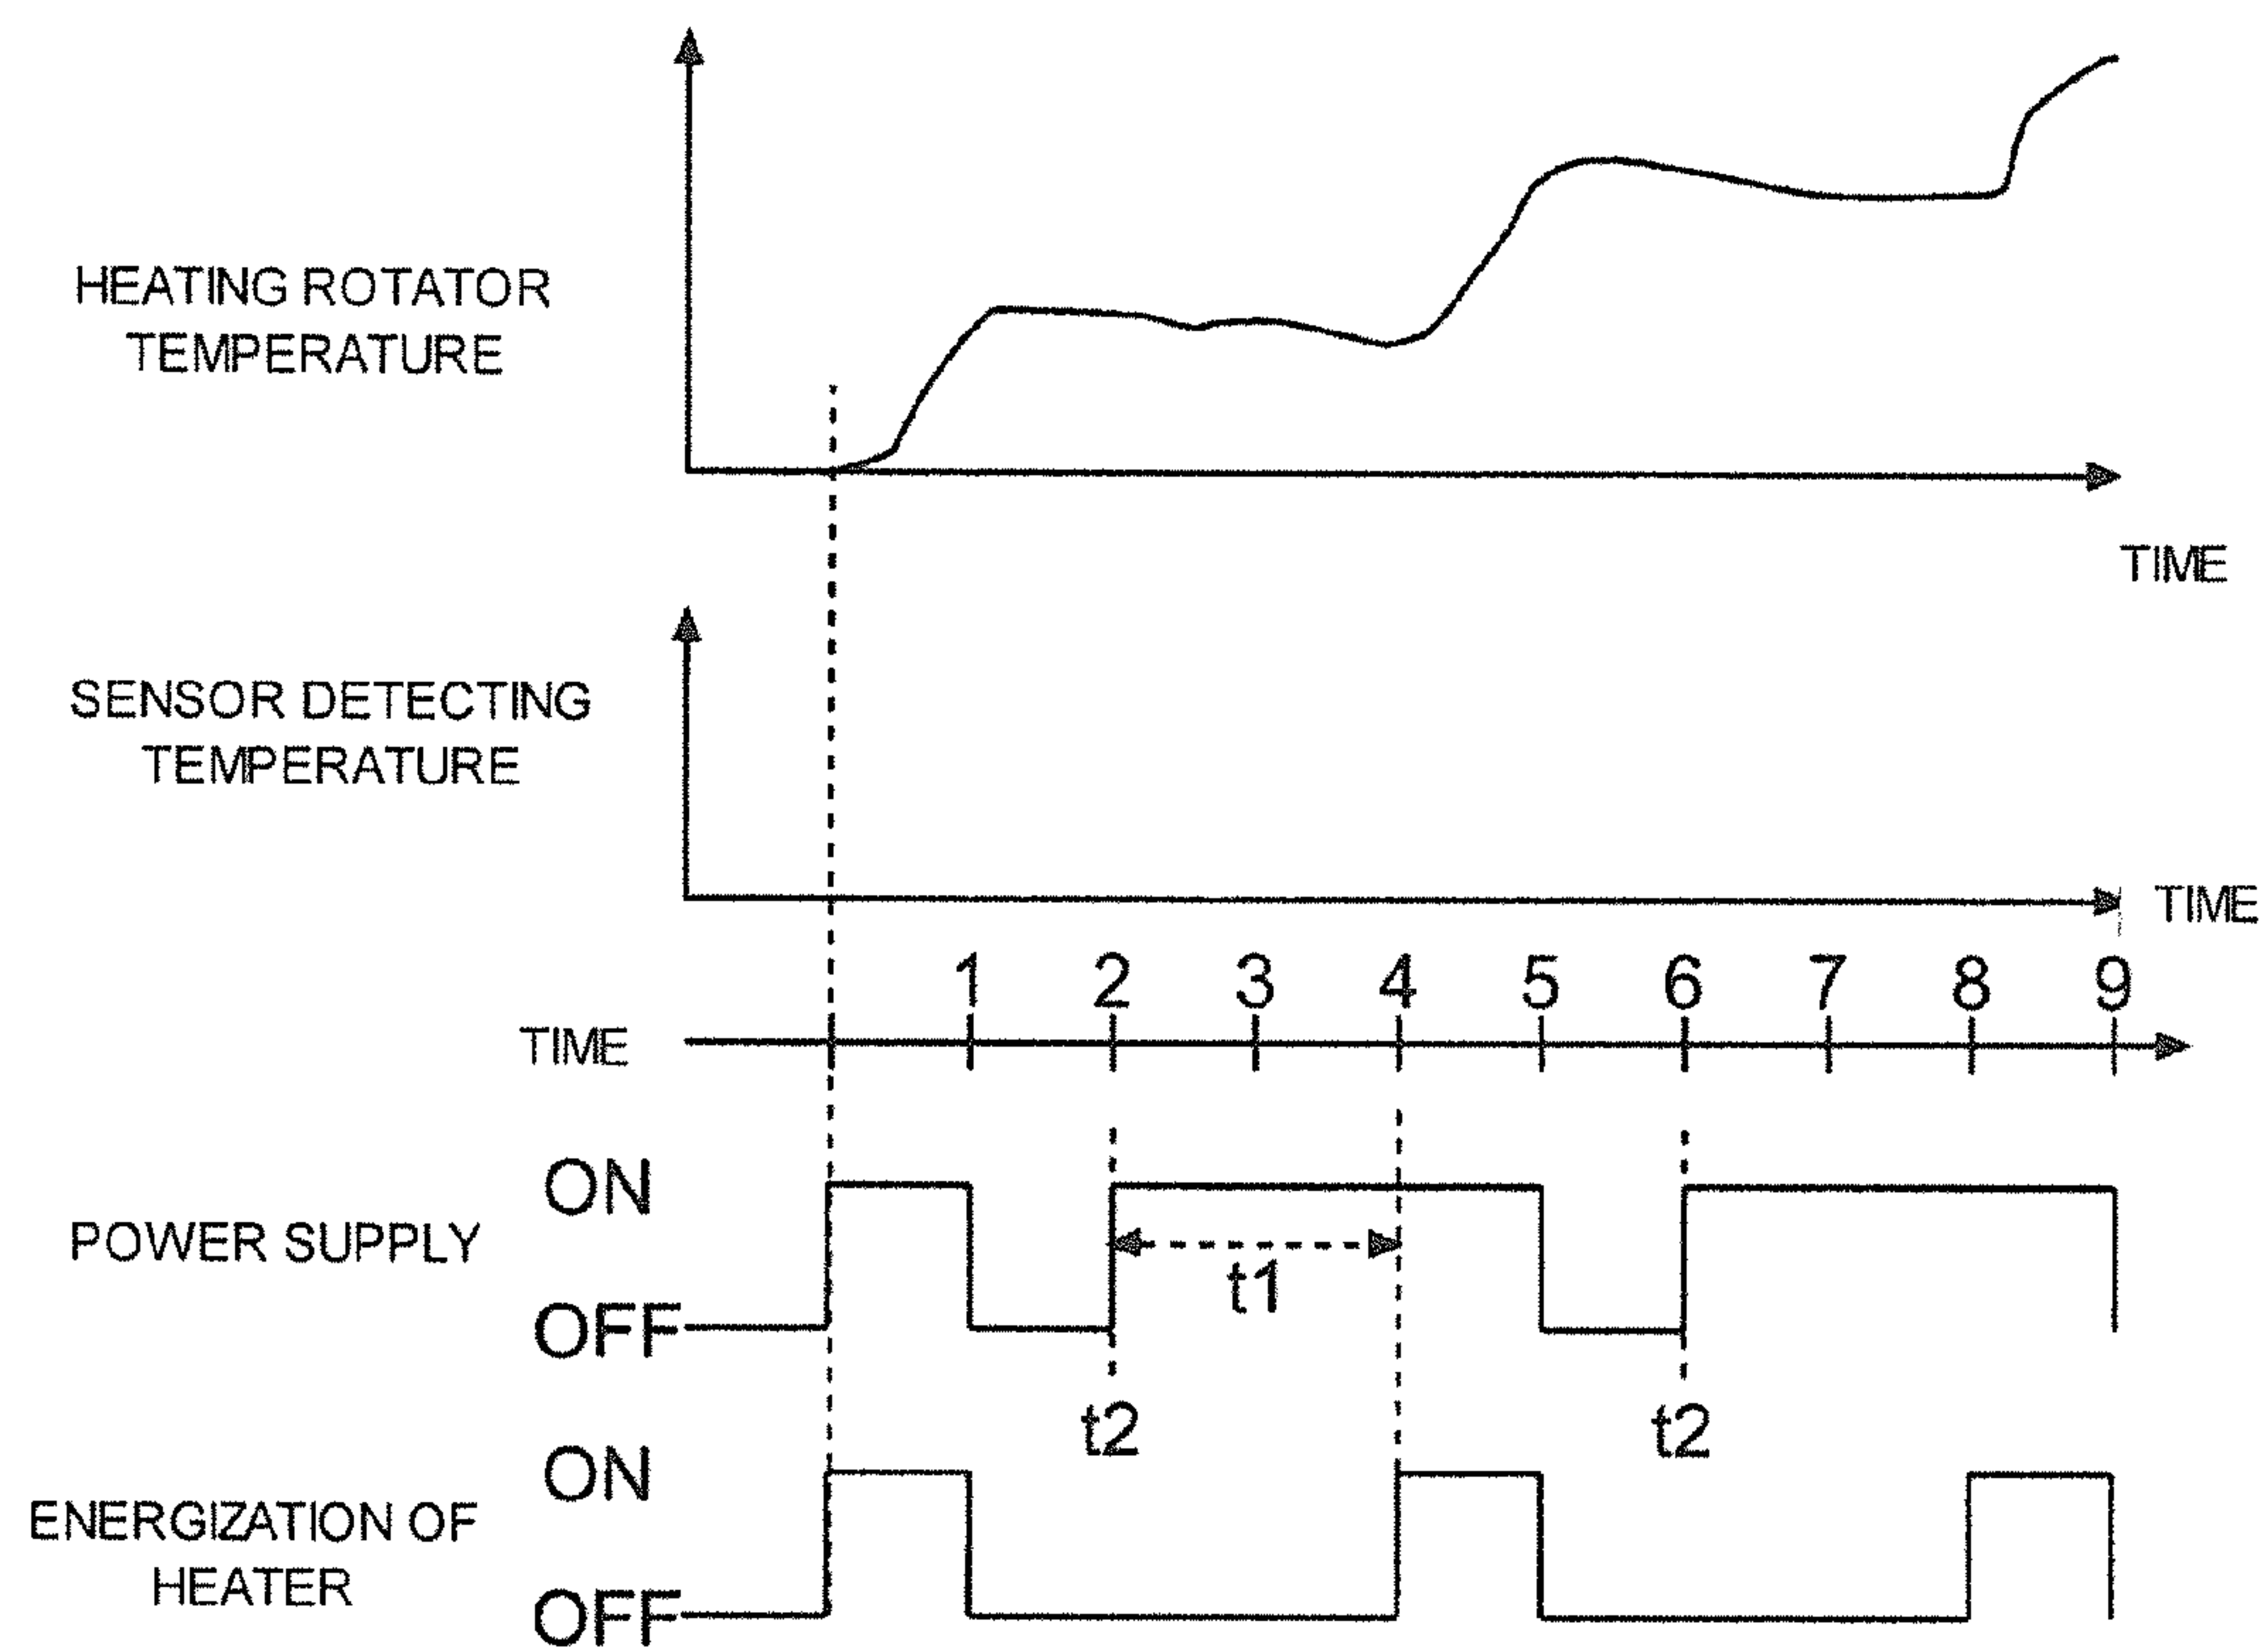 HEATING ROTATOR
TEMPERATURE
TIME
SENSOR DETECTING
TEMPERATURE
TIME
1 2 3 4 5 6 7 8 9
TIME
ON
POWER SUPPLY
t1
OFF
t2 t2
ON
ENERGIZATION OF
HEATER
OFF